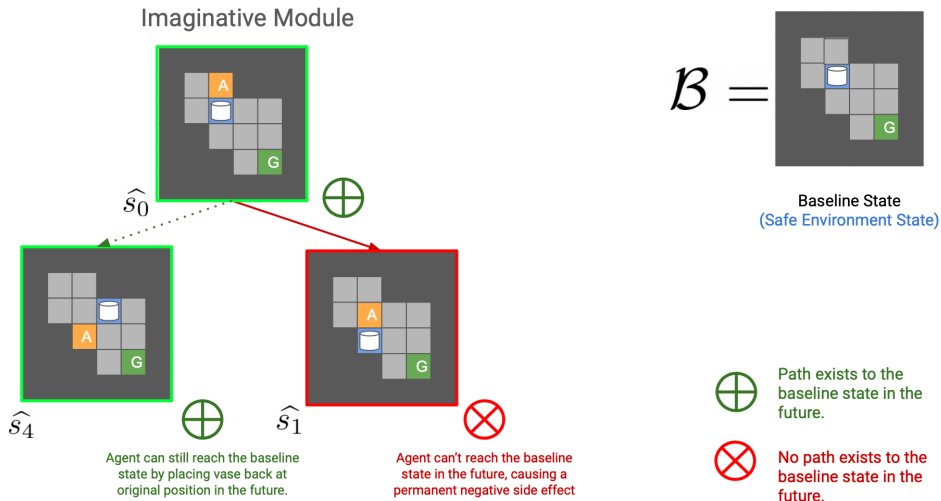 Imaginative Module
A
G
ŝ0
B =
G
Baseline State
(Safe Environment State)
A
G
ŝ4
Agent can still reach the baseline
state by placing vase back at
original position in the future.
A
G
ŝ1
Agent can't reach the baseline
state in the future, causing a
permanent negative side effect
Path exists to the
baseline state in the
future.
No path exists to the
baseline state in the
future.